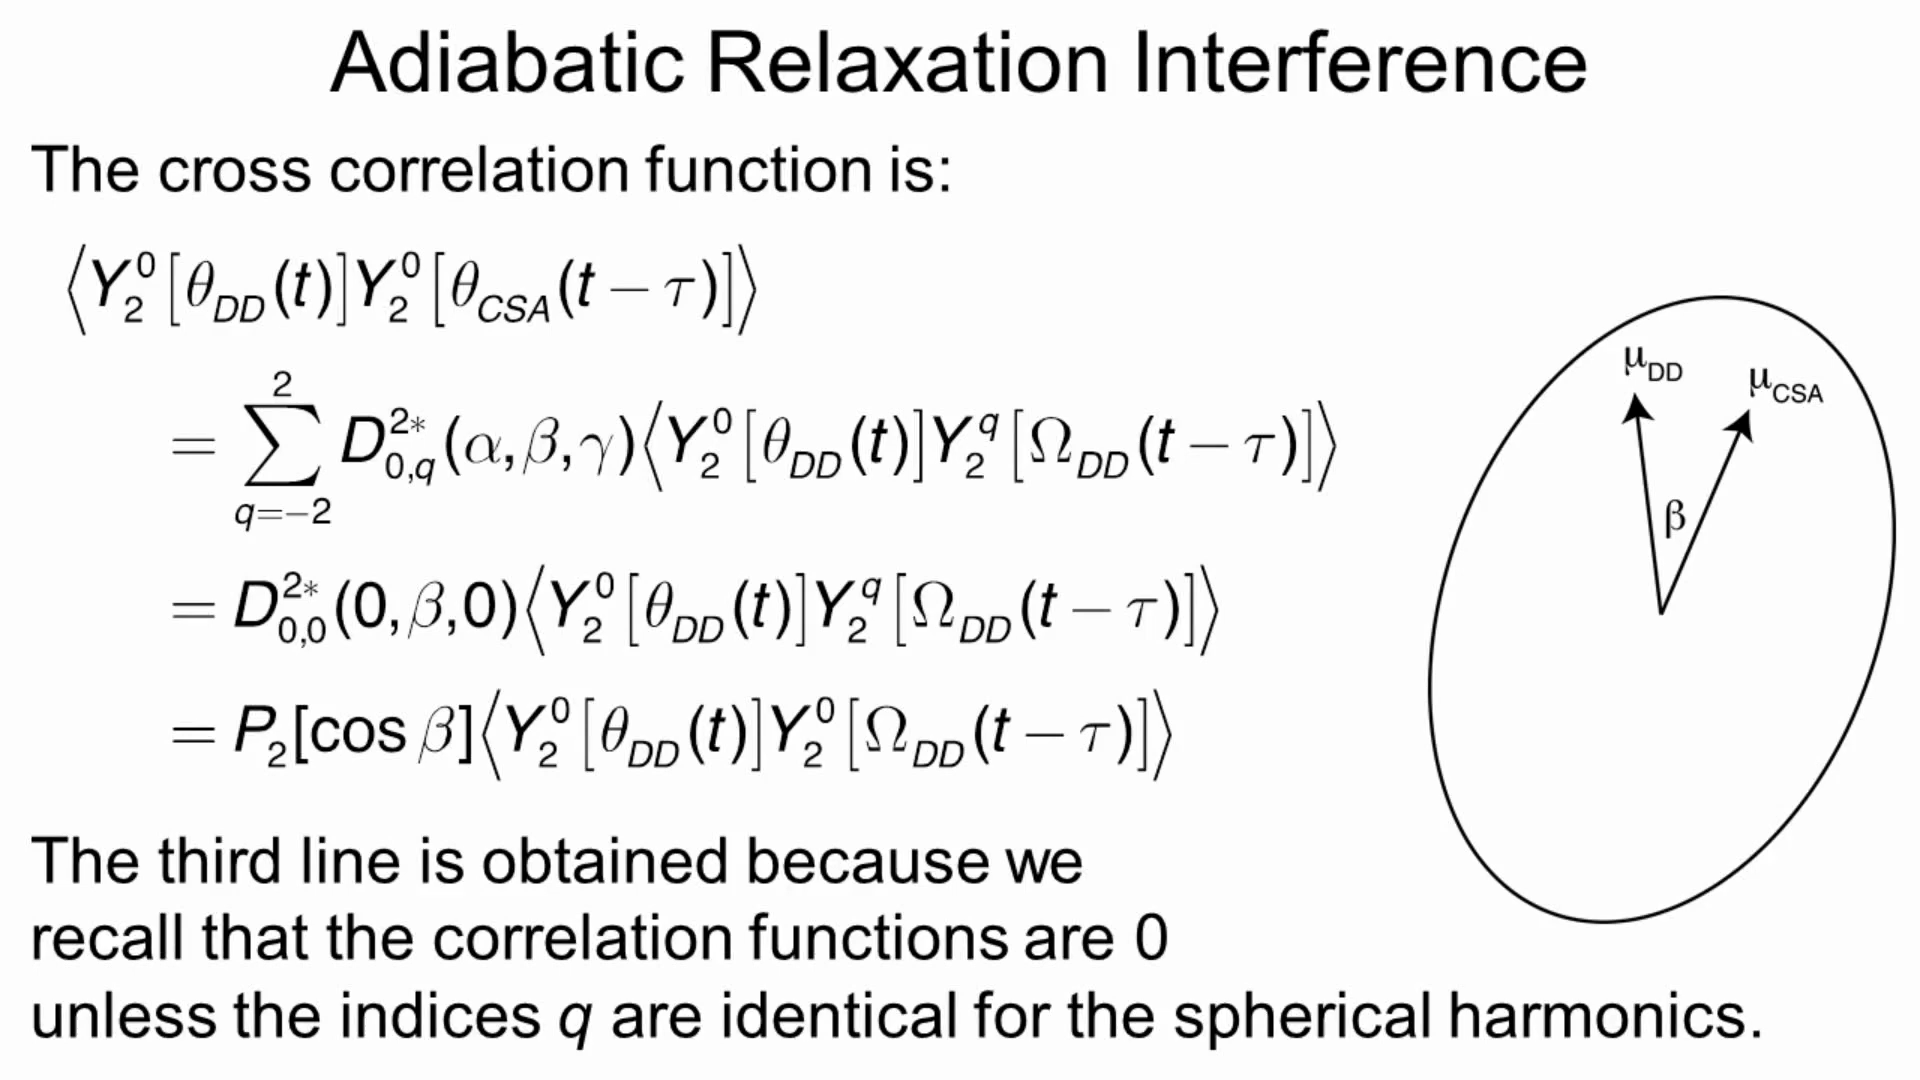 Adiabatic Relaxation Interference
The cross correlation function is:
⟨Y₂⁰[θ_DD(t)]Y₂⁰[θ_CSA(t − τ)]⟩
= ∑_{q=−2}^{2} D^{2*}_{0,q}(α,β,γ)⟨Y₂⁰[θ_DD(t)]Y₂^q[Ω_DD(t − τ)]⟩
= D^{2*}_{0,0}(0,β,0)⟨Y₂⁰[θ_DD(t)]Y₂^q[Ω_DD(t − τ)]⟩
= P₂[cos β]⟨Y₂⁰[θ_DD(t)]Y₂⁰[Ω_DD(t − τ)]⟩
μ_DD
μ_CSA
β
The third line is obtained because we
recall that the correlation functions are 0
unless the indices q are identical for the spherical harmonics.